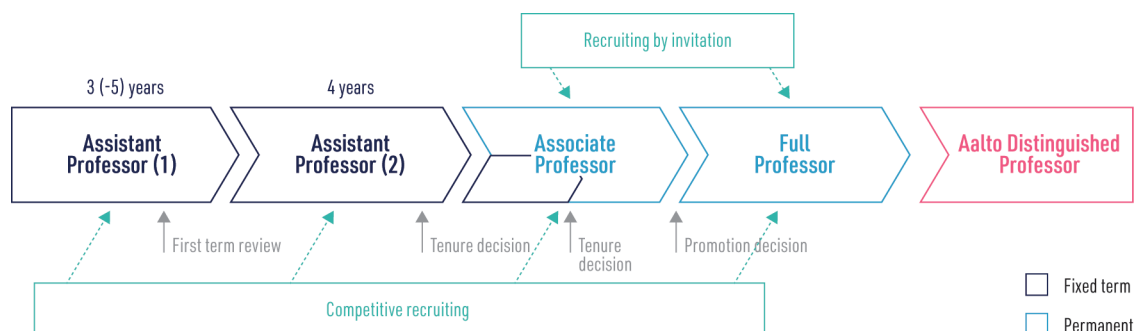 Recruiting by invitation
3 (-5) years
4 years
Assistant
Professor (1)
Assistant
Professor (2)
Associate
Professor
Full
Professor
Aalto Distinguished
Professor
First term review
Tenure decision
Tenure
decision
Promotion decision
Competitive recruiting
Fixed term
Permanent